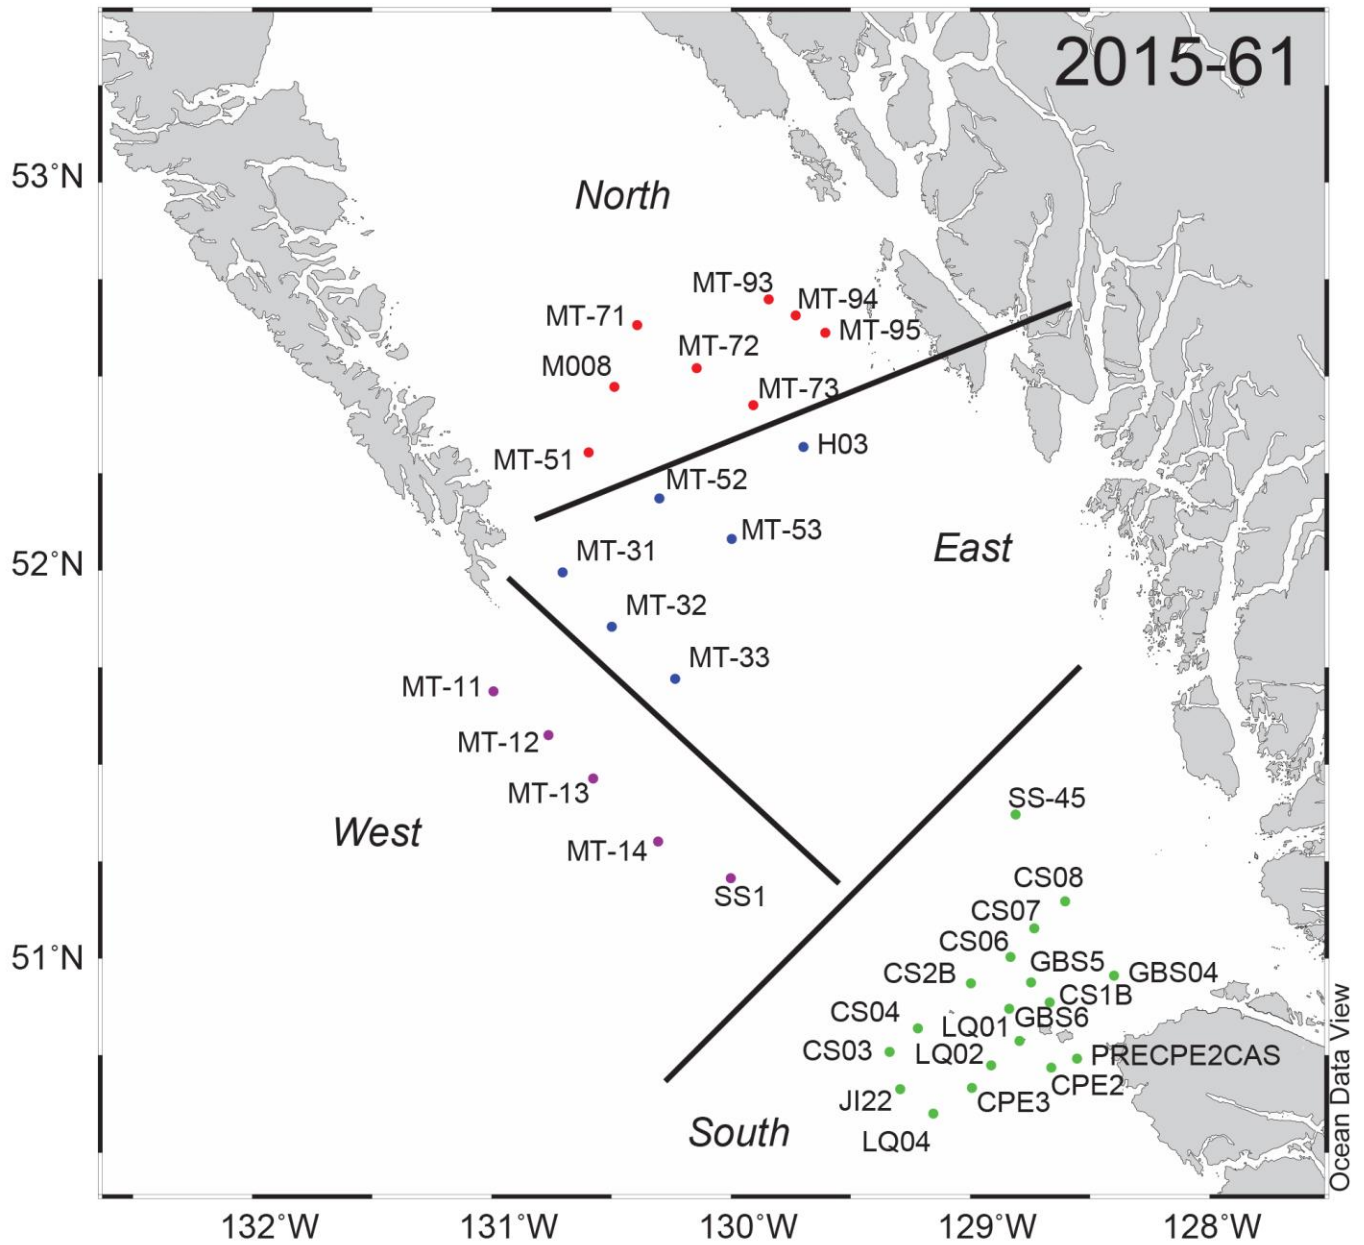 2015-61
53°N
North
MT-93
MT-94
MT-71
MT-95
MT-72
M008
MT-73
H03
MT-51
MT-52
MT-53
East
MT-31
52°N
MT-32
MT-33
MT-11
MT-12
MT-13
SS-45
West
MT-14
CS08
SS1
CS07
CS06
51°N
GBS5
GBS04
CS2B
CS1B
CS04
GBS6
LQ01
CS03
LQ02
PRECPE2CAS
CPE2
JI22
CPE3
South
LQ04
Ocean Data View
132°W
131°W
130°W
129°W
128°W